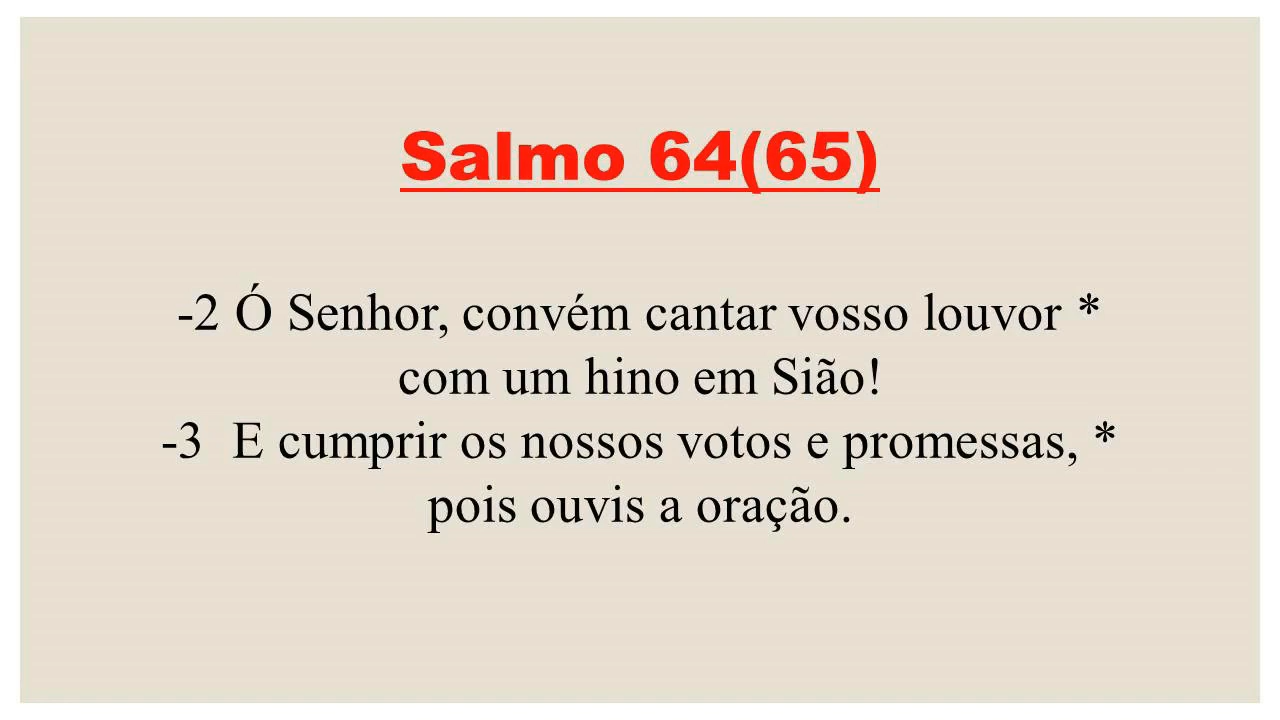 Salmo 64(65)
-2 Ó Senhor, convém cantar vosso louvor *
com um hino em Sião!
-3 E cumprir os nossos votos e promessas, *
pois ouvis a oração.